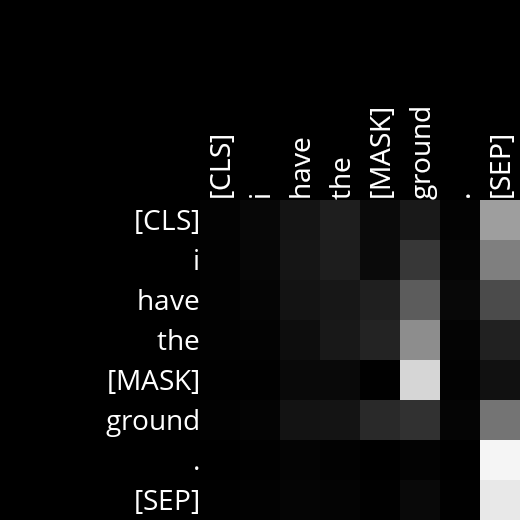 [CLS]
i
have
the
[MASK]
ground
.
[SEP]
[CLS]
i
have
the
[MASK]
ground
.
[SEP]